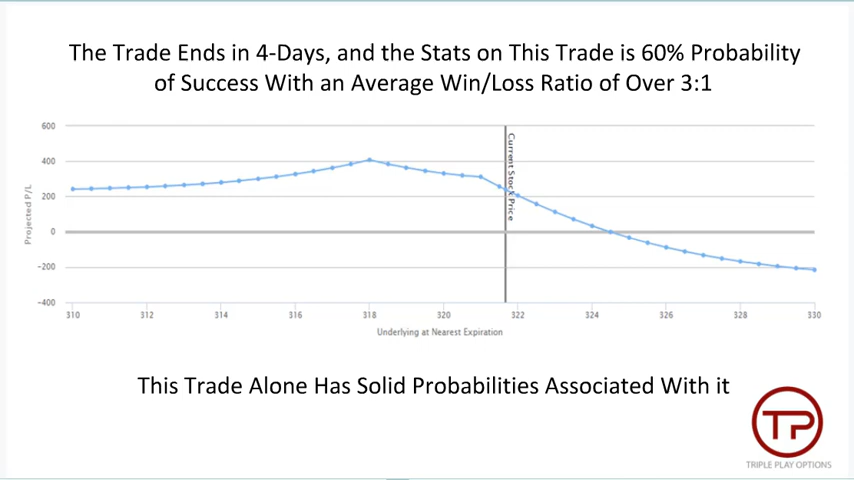 The Trade Ends in 4-Days, and the Stats on This Trade is 60% Probability
of Success With an Average Win/Loss Ratio of Over 3:1
600
400
200
0
-200
-400
Projected P/L
Current Stock Price
310 312 314 316 318 320 322 324 326 328 330
Underlying at Nearest Expiration
This Trade Alone Has Solid Probabilities Associated With it
TP
TRIPLE PLAY OPTIONS